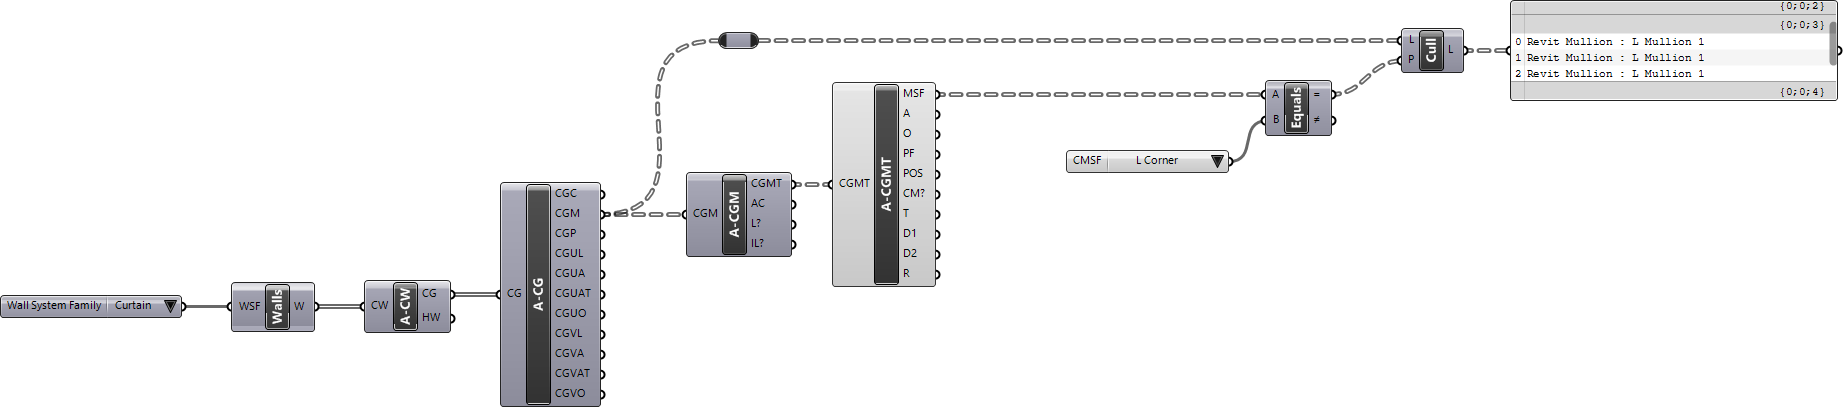 Wall System Family Curtain
WSF Walls W
CW A-CW CG
HW
CG A-CG CGC
CGM
CGP
CGUL
CGUA
CGUAT
CGUO
CGVL
CGVA
CGVAT
CGVO
CGM A-CGM CGMT
AC
L?
IL?
CGMT A-CGMT MSF
A
O
PF
POS
CM?
T
D1
D2
R
CMSF L Corner
A Equals =
B ≠
L Cull L
P
{0;0;2}
{0;0;3}
0 Revit Mullion : L Mullion 1
1 Revit Mullion : L Mullion 1
2 Revit Mullion : L Mullion 1
{0;0;4}